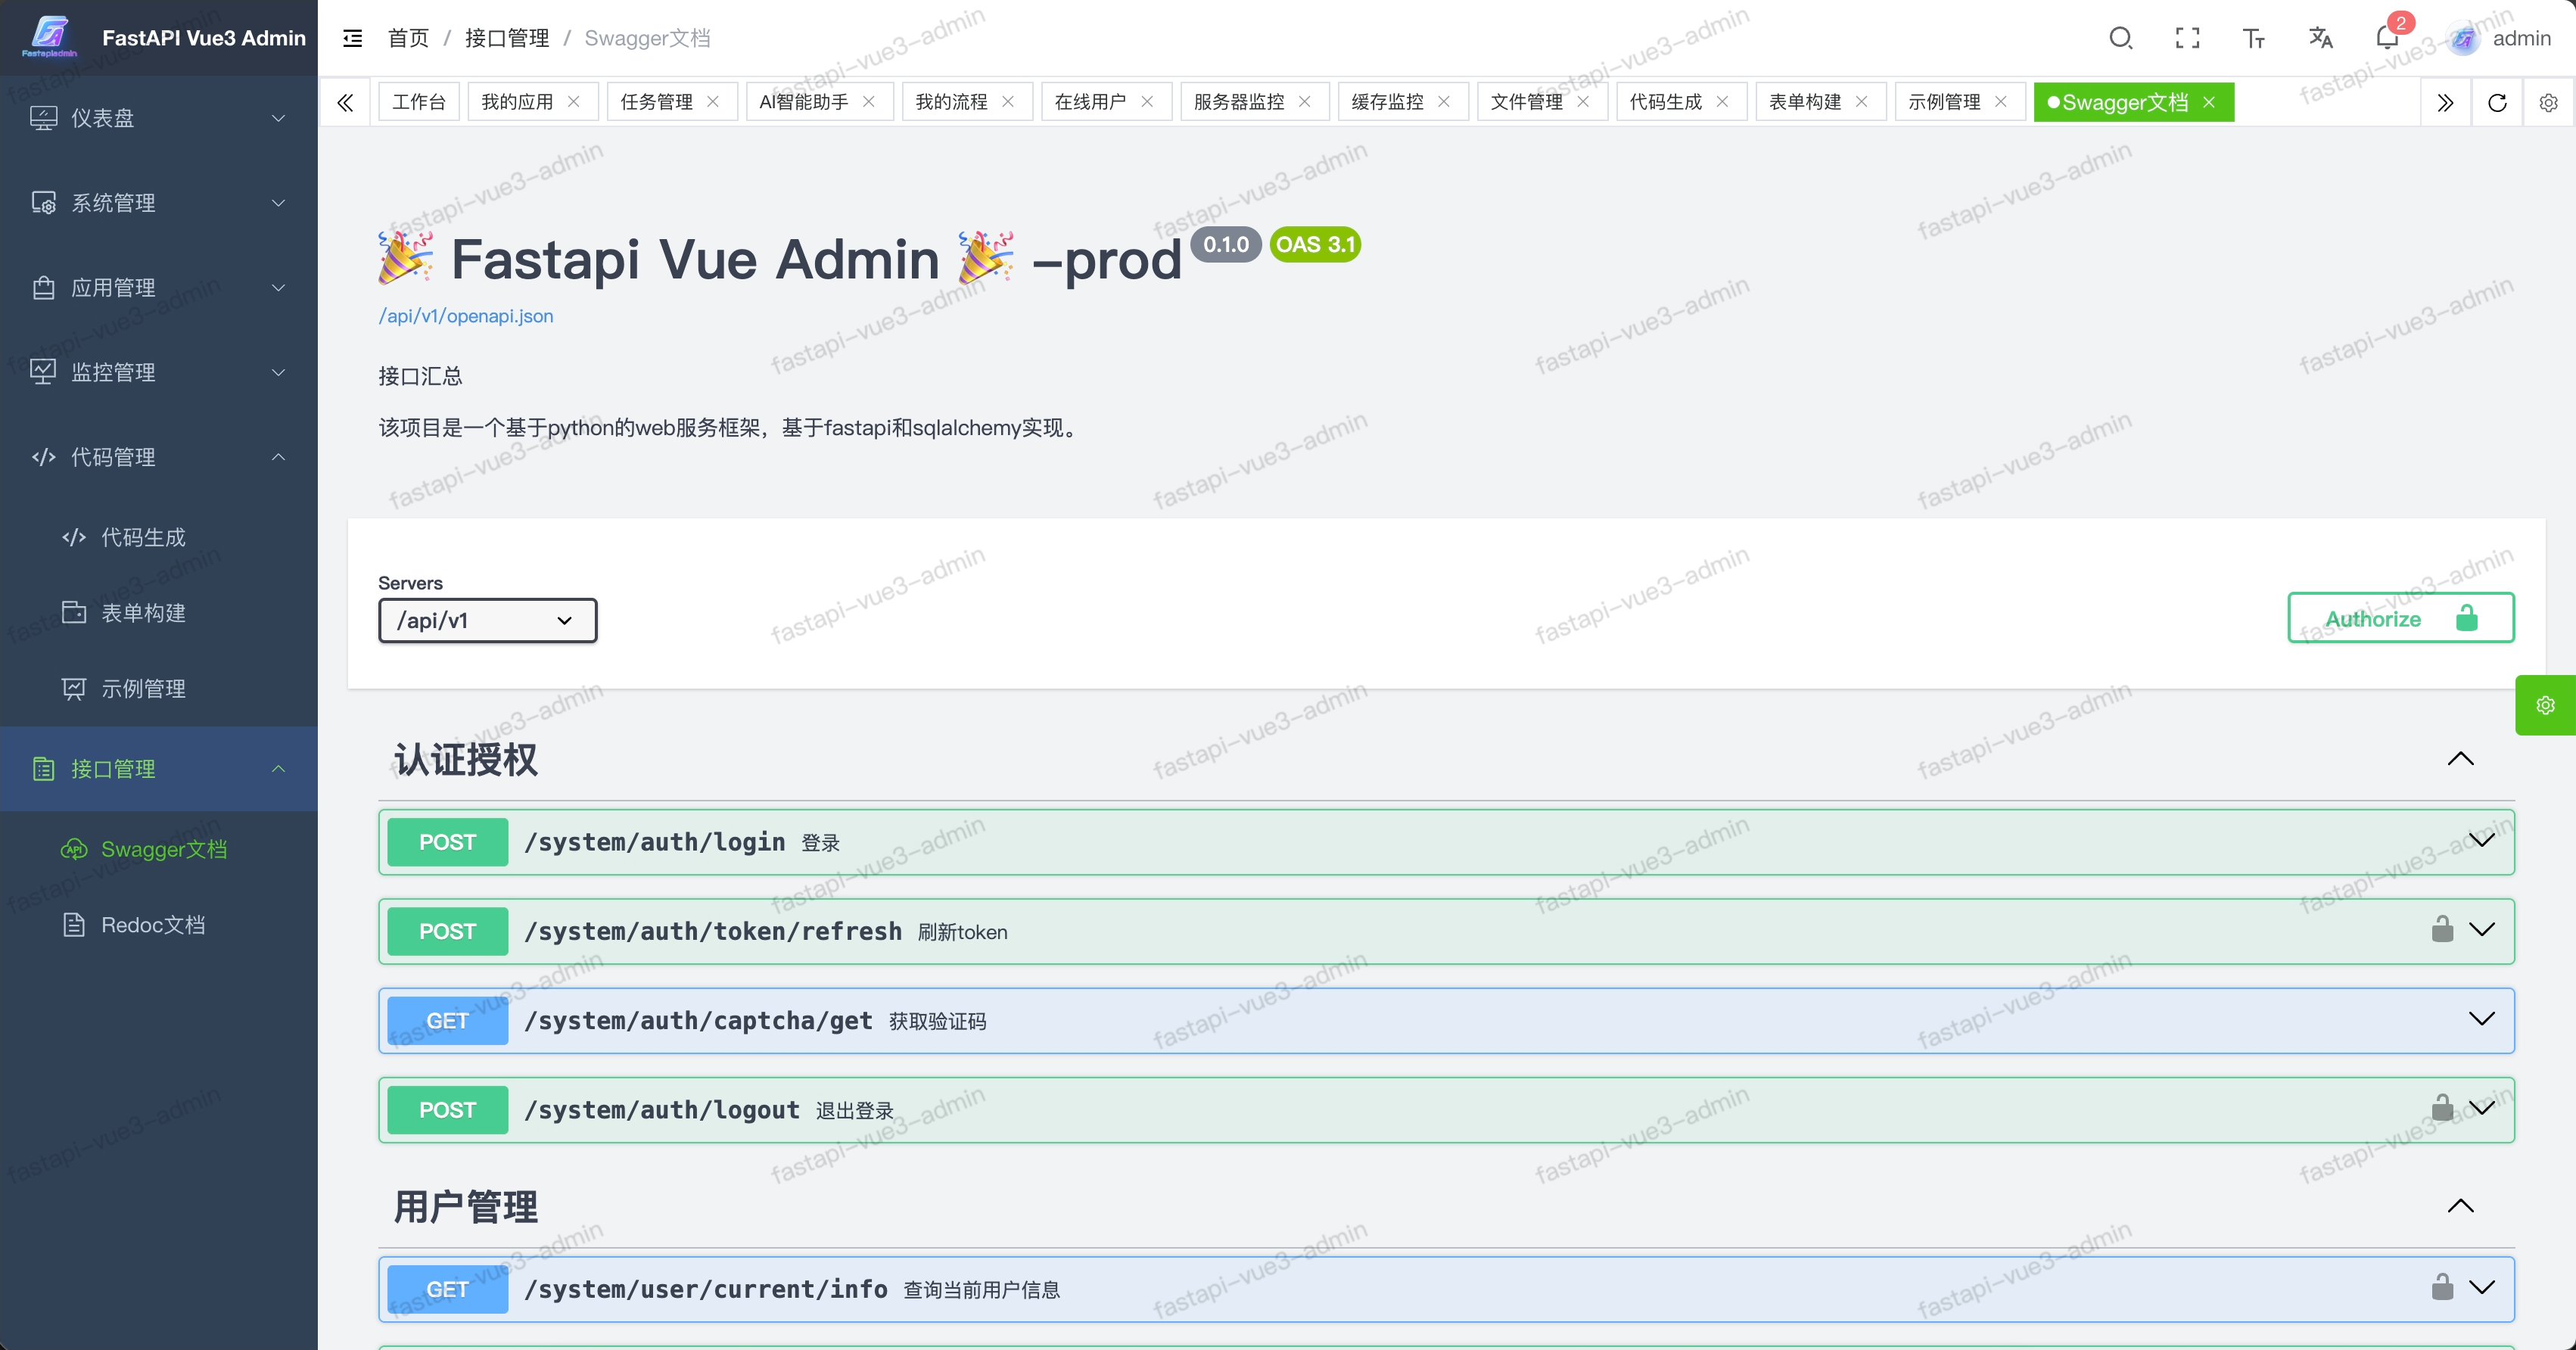 Fastapiadmin
FastAPI Vue3 Admin
首页 / 接口管理 / Swagger文档
2
admin
仪表盘
系统管理
应用管理
监控管理
代码管理
代码生成
表单构建
示例管理
接口管理
Swagger文档
Redoc文档
工作台 我的应用 任务管理 AI智能助手 我的流程 在线用户 服务器监控 缓存监控 文件管理 代码生成 表单构建 示例管理 Swagger文档
🎉 Fastapi Vue Admin 🎉 -prod 0.1.0 OAS 3.1
/api/v1/openapi.json
接口汇总
该项目是一个基于python的web服务框架，基于fastapi和sqlalchemy实现。
Servers
/api/v1
Authorize
认证授权
POST /system/auth/login 登录
POST /system/auth/token/refresh 刷新token
GET /system/auth/captcha/get 获取验证码
POST /system/auth/logout 退出登录
用户管理
GET /system/user/current/info 查询当前用户信息
fastapi-vue3-admin